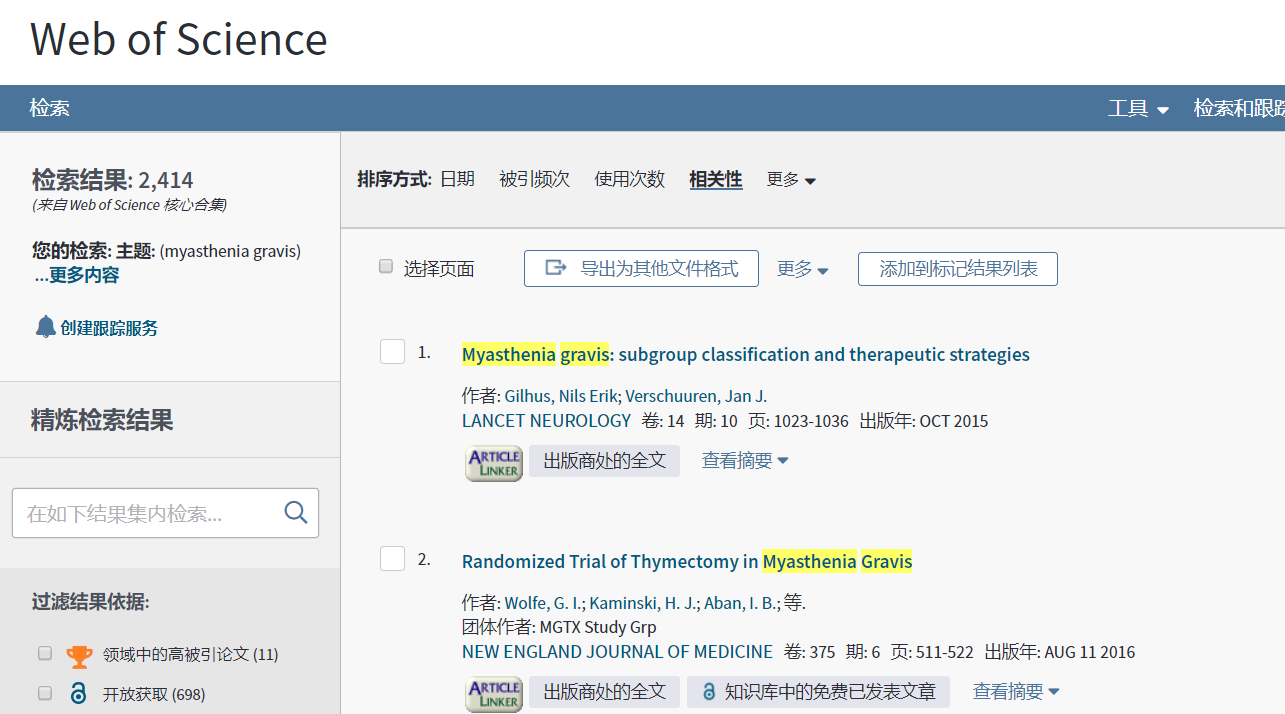 Web of Science
检索
工具
检索和跟
检索结果: 2,414
(来自 Web of Science 核心合集)
您的检索: 主题: (myasthenia gravis)
...更多内容
创建跟踪服务
精炼检索结果
在如下结果集内检索...
过滤结果依据:
领域中的高被引论文 (11)
开放获取 (698)
排序方式: 日期 被引频次 使用次数 相关性 更多
选择页面
导出为其他文件格式
更多
添加到标记结果列表
1. Myasthenia gravis: subgroup classification and therapeutic strategies
作者: Gilhus, Nils Erik; Verschuuren, Jan J.
LANCET NEUROLOGY 卷: 14 期: 10 页: 1023-1036 出版年: OCT 2015
ARTICLE LINKER 出版商处的全文 查看摘要
2. Randomized Trial of Thymectomy in Myasthenia Gravis
作者: Wolfe, G. I.; Kaminski, H. J.; Aban, I. B.; 等.
团体作者: MGTX Study Grp
NEW ENGLAND JOURNAL OF MEDICINE 卷: 375 期: 6 页: 511-522 出版年: AUG 11 2016
ARTICLE LINKER 出版商处的全文 知识库中的免费已发表文章 查看摘要